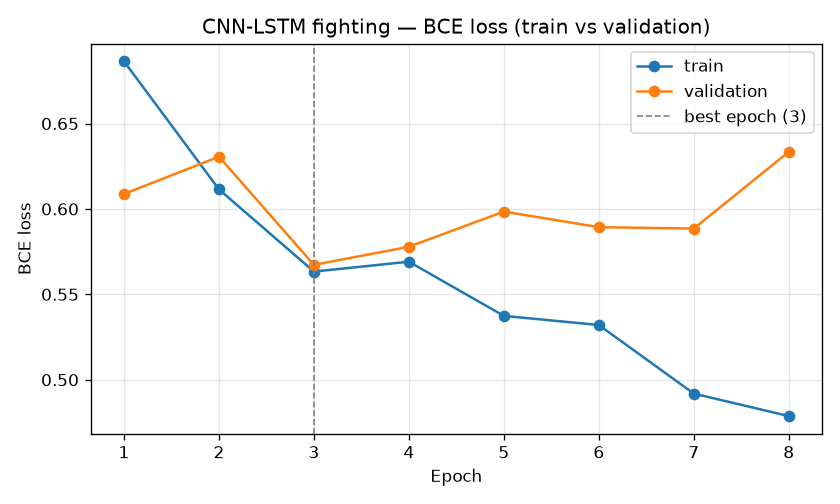 CNN-LSTM fighting — BCE loss (train vs validation)
train
validation
best epoch (3)
0.65
0.60
0.55
0.50
BCE loss
1 2 3 4 5 6 7 8
Epoch